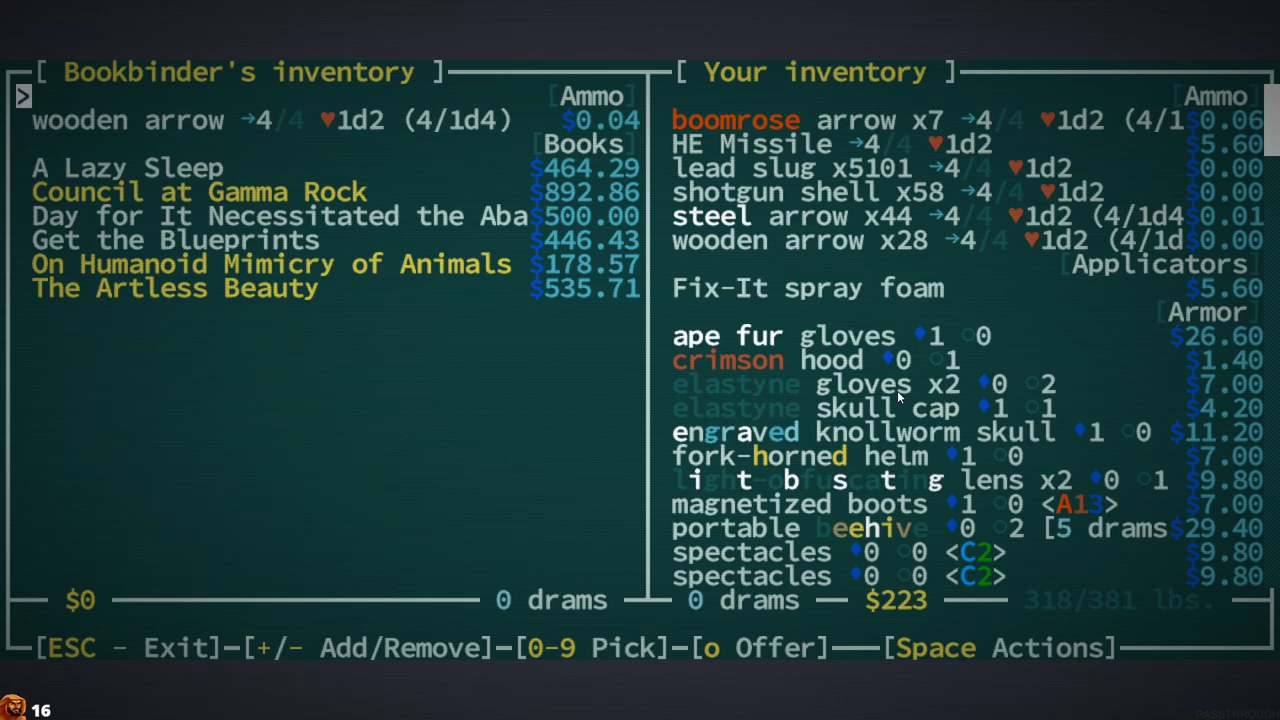 [ Bookbinder's inventory ]
>
[Ammo]
wooden arrow →4/4 ♥1d2 (4/1d4) $0.04
[Books]
A Lazy Sleep $464.29
Council at Gamma Rock $892.86
Day for It Necessitated the Aba $500.00
Get the Blueprints $446.43
On Humanoid Mimicry of Animals $178.57
The Artless Beauty $535.71
[ Your inventory ]
[Ammo]
boomrose arrow x7 →4/4 ♥1d2 (4/1 $0.06
HE Missile →4/4 ♥1d2 $5.60
lead slug x5101 →4/4 ♥1d2 $0.00
shotgun shell x58 →4/4 ♥1d2 $0.00
steel arrow x44 →4/4 ♥1d2 (4/1d4 $0.01
wooden arrow x28 →4/4 ♥1d2 (4/1d $0.00
[Applicators]
Fix-It spray foam $5.60
[Armor]
ape fur gloves ♦1 ○0 $26.60
crimson hood ♦0 ○1 $1.40
elastyne gloves x2 ♦0 ○2 $7.00
elastyne skull cap ♦1 ○1 $4.20
engraved knollworm skull ♦1 ○0 $11.20
fork-horned helm ♦1 ○0 $7.00
light-obfuscating lens x2 ♦0 ○1 $9.80
magnetized boots ♦1 ○0 <A13> $7.00
portable beehive ♦0 ○2 [5 drams $29.40
spectacles ♦0 ○0 <C2> $9.80
spectacles ♦0 ○0 <C2> $9.80
$0 0 drams 0 drams $223 318/381 lbs.
[ESC - Exit] [+/- Add/Remove] [0-9 Pick] [o Offer] [Space Actions]
16